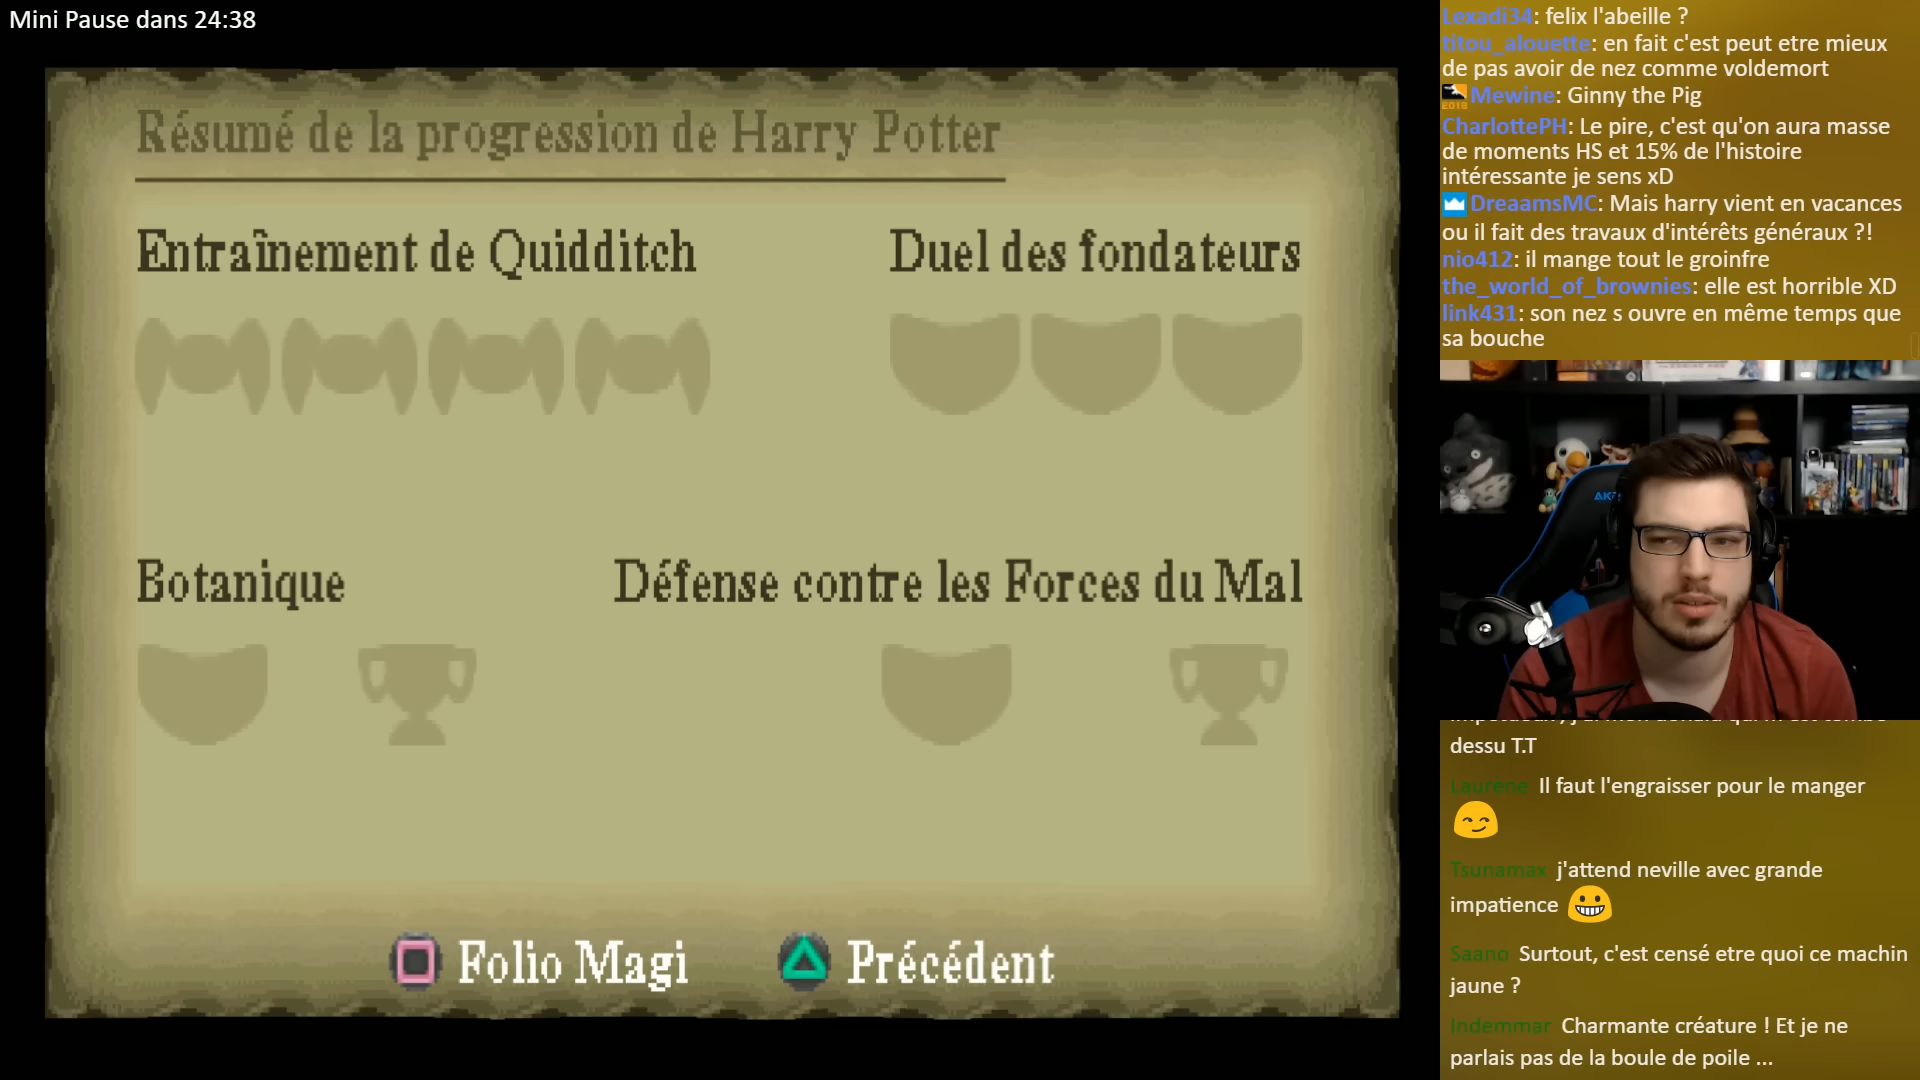 Mini Pause dans 24:38
Résumé de la progression de Harry Potter
Entraînement de Quidditch
Duel des fondateurs
Botanique
Défense contre les Forces du Mal
Folio Magi
Précédent
Lexadi34: felix l'abeille ?
titou_alouette: en fait c'est peut etre mieux
de pas avoir de nez comme voldemort
Mewine: Ginny the Pig
CharlottePH: Le pire, c'est qu'on aura masse
de moments HS et 15% de l'histoire
intéressante je sens xD
DreaamsMC: Mais harry vient en vacances
ou il fait des travaux d'intérêts généraux ?!
nio412: il mange tout le groinfre
the_world_of_brownies: elle est horrible XD
link431: son nez s ouvre en même temps que
sa bouche
AK
dessu T.T
Laurène Il faut l'engraisser pour le manger
Tsunamax j'attend neville avec grande
impatience
Saano Surtout, c'est censé etre quoi ce machin
jaune ?
Indemmar Charmante créature ! Et je ne
parlais pas de la boule de poile ...